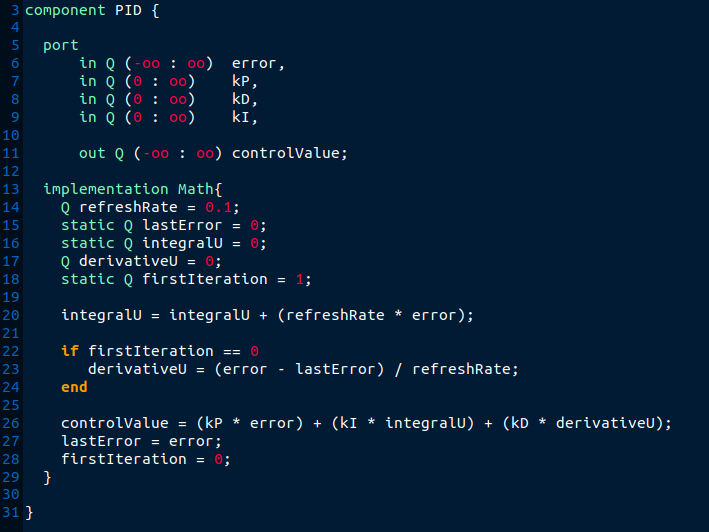 3 component PID {
4
5   port
6       in Q (-oo : oo)  error,
7       in Q (0 : oo)    kP,
8       in Q (0 : oo)    kD,
9       in Q (0 : oo)    kI,
10
11       out Q (-oo : oo) controlValue;
12
13   implementation Math{
14     Q refreshRate = 0.1;
15     static Q lastError = 0;
16     static Q integralU = 0;
17     Q derivativeU = 0;
18     static Q firstIteration = 1;
19
20     integralU = integralU + (refreshRate * error);
21
22     if firstIteration == 0
23        derivativeU = (error - lastError) / refreshRate;
24     end
25
26     controlValue = (kP * error) + (kI * integralU) + (kD * derivativeU);
27     lastError = error;
28     firstIteration = 0;
29   }
30
31 }